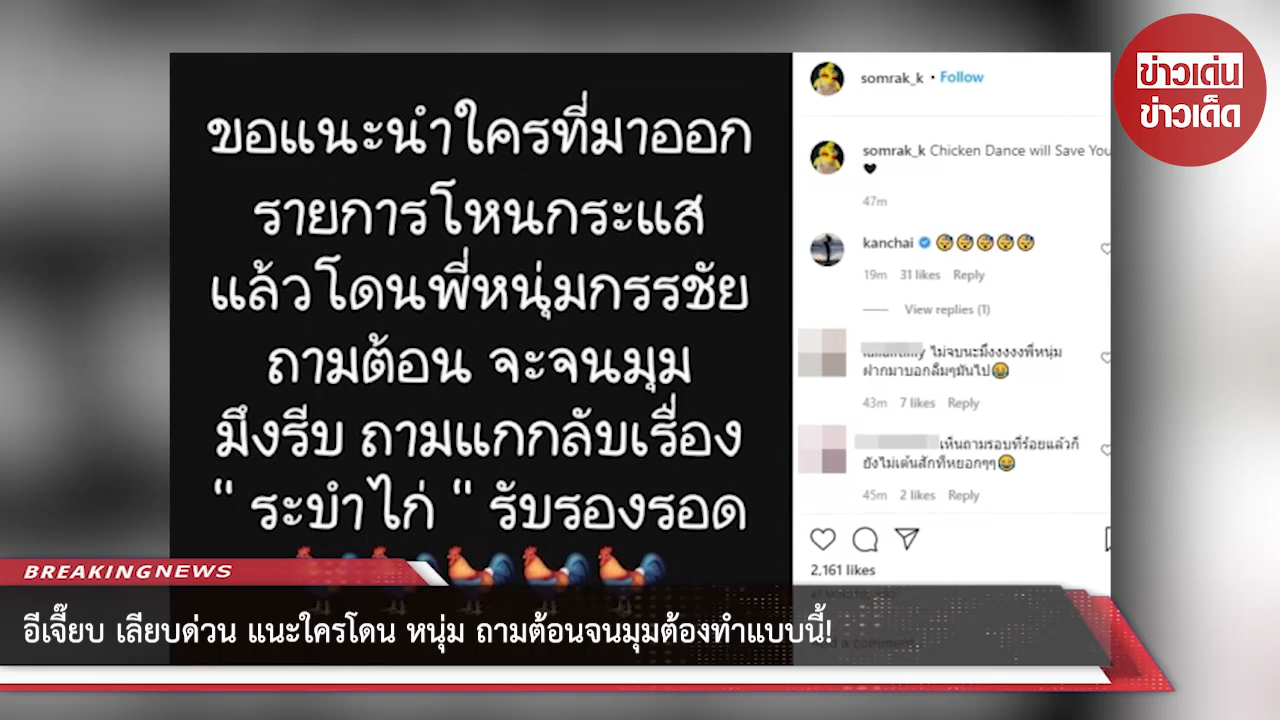 ขอแนะนำใครที่มาออก
รายการโหนกระแส
แล้วโดนพี่หนุ่มกรรชัย
ถามต้อน จะจนมุม
มึงรีบ ถามแกกลับเรื่อง
" ระบำไก่ " รับรองรอด
somrak_k • Follow
somrak_k Chicken Dance will Save You
47m
kanchai
19m 31 likes Reply
View replies (1)
ไม่จบนะมึงงงงงพี่หนุ่ม
ฝากมาบอกลืมๆมันไป
43m 7 likes Reply
เห็นถามรอบที่ร้อยแล้วก็
ยังไม่เต้นสักทีหยอกๆๆ
45m 2 likes Reply
2,161 likes
ข่าวเด่น
ข่าวเด็ด
BREAKING NEWS
อีเจี๊ยบ เลียบด่วน แนะใครโดน หนุ่ม ถามต้อนจนมุมต้องทำแบบนี้!